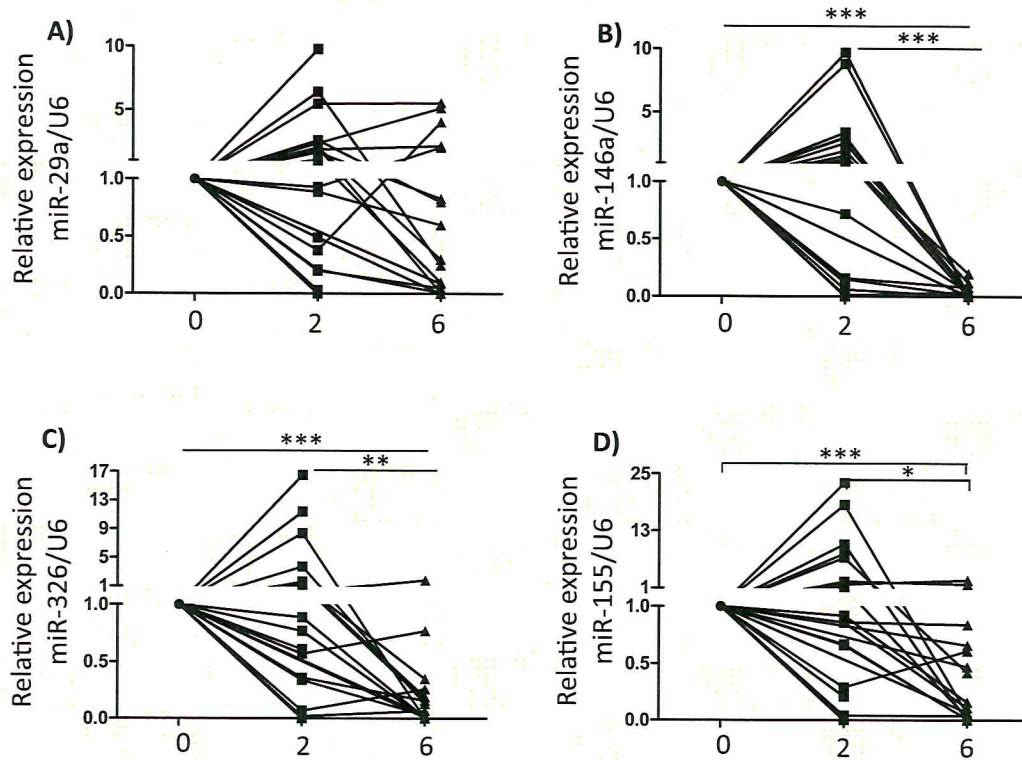 A)
Relative expression
miR-29a/U6
10
5
1.0
0.5
0.0
0 2 6
B)
*** 
***
Relative expression
miR-146a/U6
10
5
1.0
0.5
0.0
0 2 6
C)
***
**
Relative expression
miR-326/U6
17
13
9
5
1
1.0
0.5
0.0
0 2 6
D)
***
*
Relative expression
miR-155/U6
25
13
1
1.0
0.5
0.0
0 2 6